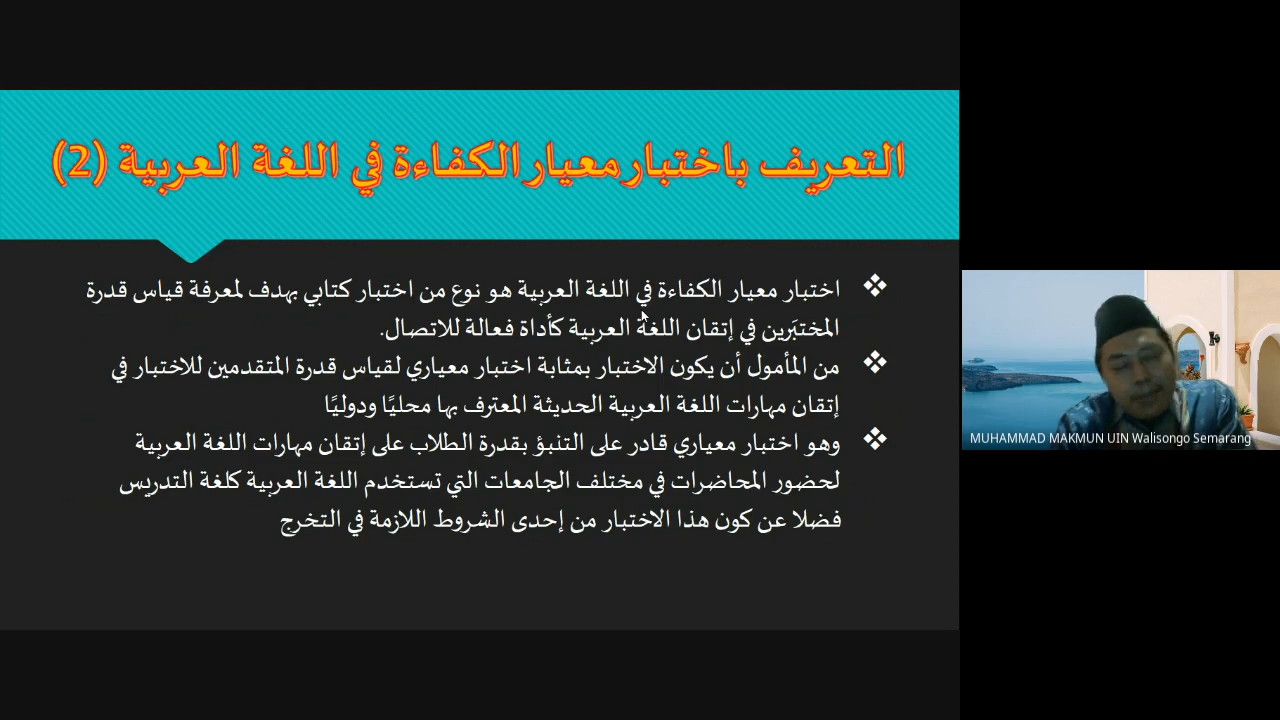 التعريف باختبار معيار الكفاءة في اللغة العربية (2)
اختبار معيار الكفاءة في اللغة العربية هو نوع من اختبار كتابي بهدف لمعرفة قياس قدرة
المختبَرين في إتقان اللغة العربية كأداة فعالة للاتصال.
من المأمول أن يكون الاختبار بمثابة اختبار معياري لقياس قدرة المتقدمين للاختبار في
إتقان مهارات اللغة العربية الحديثة المعترف بها محليًا ودوليًا
وهو اختبار معياري قادر على التنبؤ بقدرة الطلاب على إتقان مهارات اللغة العربية
لحضور المحاضرات في مختلف الجامعات التي تستخدم اللغة العربية كلغة التدريس
فضلا عن كون هذا الاختبار من إحدى الشروط اللازمة في التخرج
MUHAMMAD MAKMUN UIN Walisongo Semarang